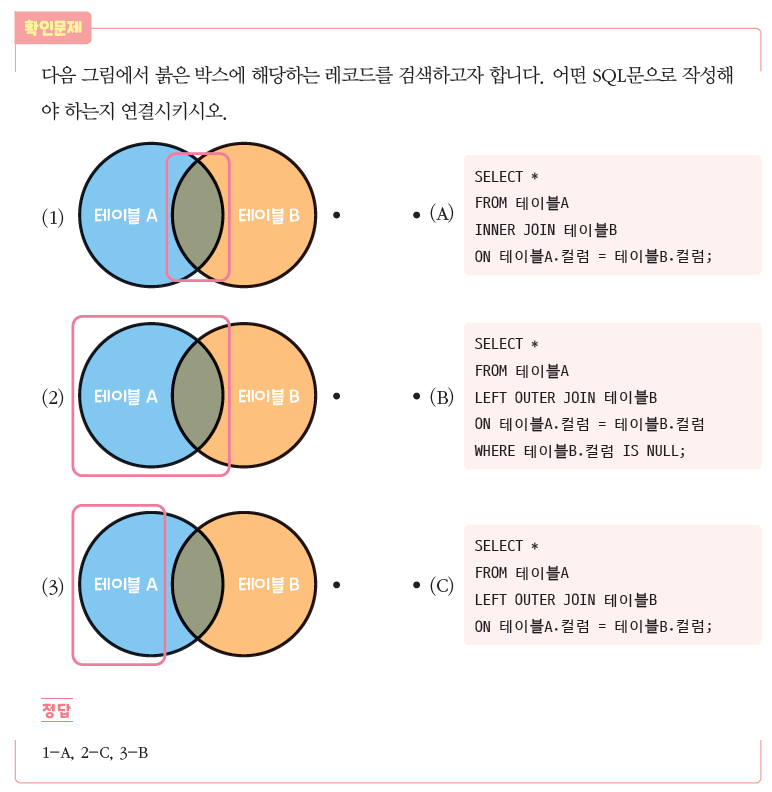 확인문제
다음 그림에서 붉은 박스에 해당하는 레코드를 검색하고자 합니다. 어떤 SQL문으로 작성해
야 하는지 연결시키시오.
(1) 테이블 A 테이블 B • • (A)
SELECT *
FROM 테이블A
INNER JOIN 테이블B
ON 테이블A.컬럼 = 테이블B.컬럼;
(2) 테이블 A 테이블 B • • (B)
SELECT *
FROM 테이블A
LEFT OUTER JOIN 테이블B
ON 테이블A.컬럼 = 테이블B.컬럼
WHERE 테이블B.컬럼 IS NULL;
(3) 테이블 A 테이블 B • • (C)
SELECT *
FROM 테이블A
LEFT OUTER JOIN 테이블B
ON 테이블A.컬럼 = 테이블B.컬럼;
정답
1-A, 2-C, 3-B